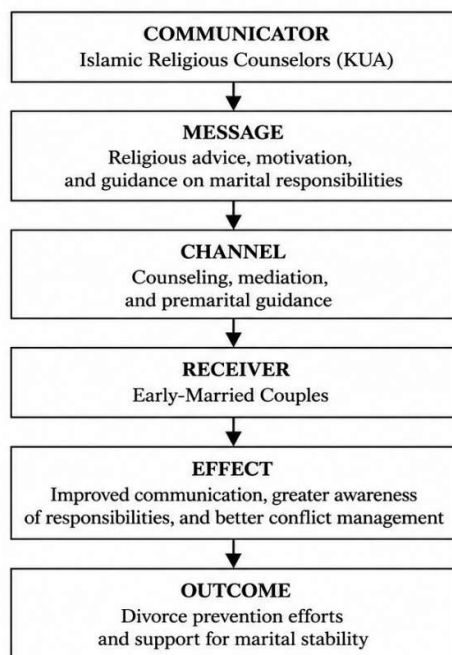 COMMUNICATOR
Islamic Religious Counselors (KUA)
MESSAGE
Religious advice, motivation,
and guidance on marital responsibilities
CHANNEL
Counseling, mediation,
and premarital guidance
RECEIVER
Early-Married Couples
EFFECT
Improved communication, greater awareness
of responsibilities, and better conflict management
OUTCOME
Divorce prevention efforts
and support for marital stability